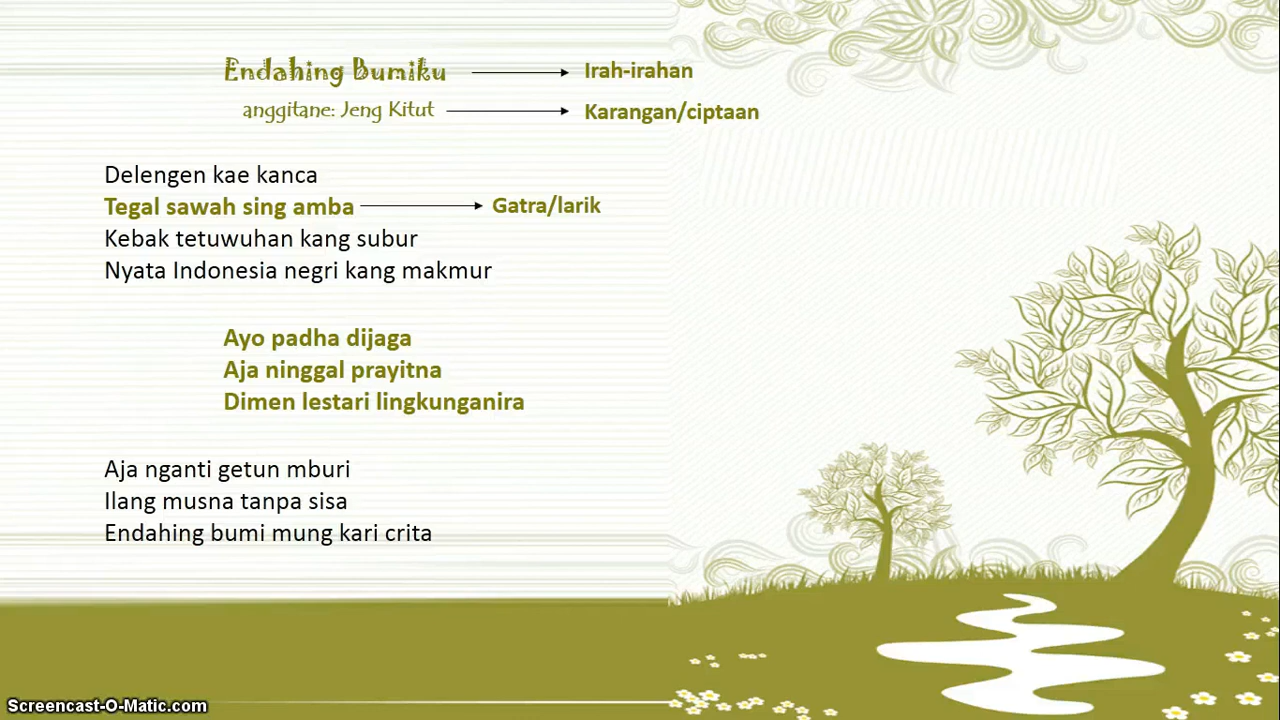 Endahing Bumiku Irah-irahan
anggitane: Jeng Kitut Karangan/ciptaan
Delengen kae kanca
Tegal sawah sing amba Gatra/larik
Kebak tetuwuhan kang subur
Nyata Indonesia negri kang makmur
Ayo padha dijaga
Aja ninggal prayitna
Dimen lestari lingkunganira
Aja nganti getun mburi
Ilang musna tanpa sisa
Endahing bumi mung kari crita
Screencast-O-Matic.com